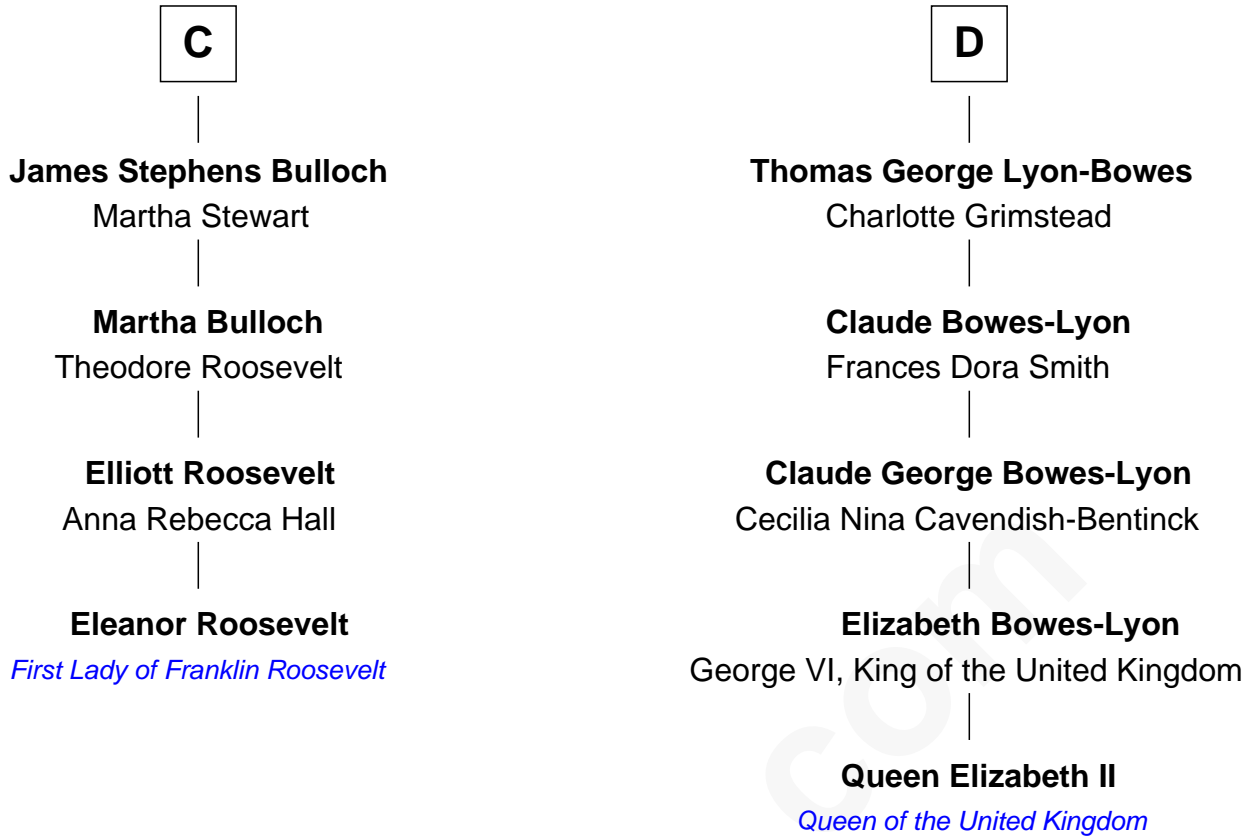 C
James Stephens Bulloch
Martha Stewart
Martha Bulloch
Theodore Roosevelt
Elliott Roosevelt
Anna Rebecca Hall
Eleanor Roosevelt
First Lady of Franklin Roosevelt
D
Thomas George Lyon-Bowes
Charlotte Grimstead
Claude Bowes-Lyon
Frances Dora Smith
Claude George Bowes-Lyon
Cecilia Nina Cavendish-Bentinck
Elizabeth Bowes-Lyon
George VI, King of the United Kingdom
Queen Elizabeth II
Queen of the United Kingdom
com